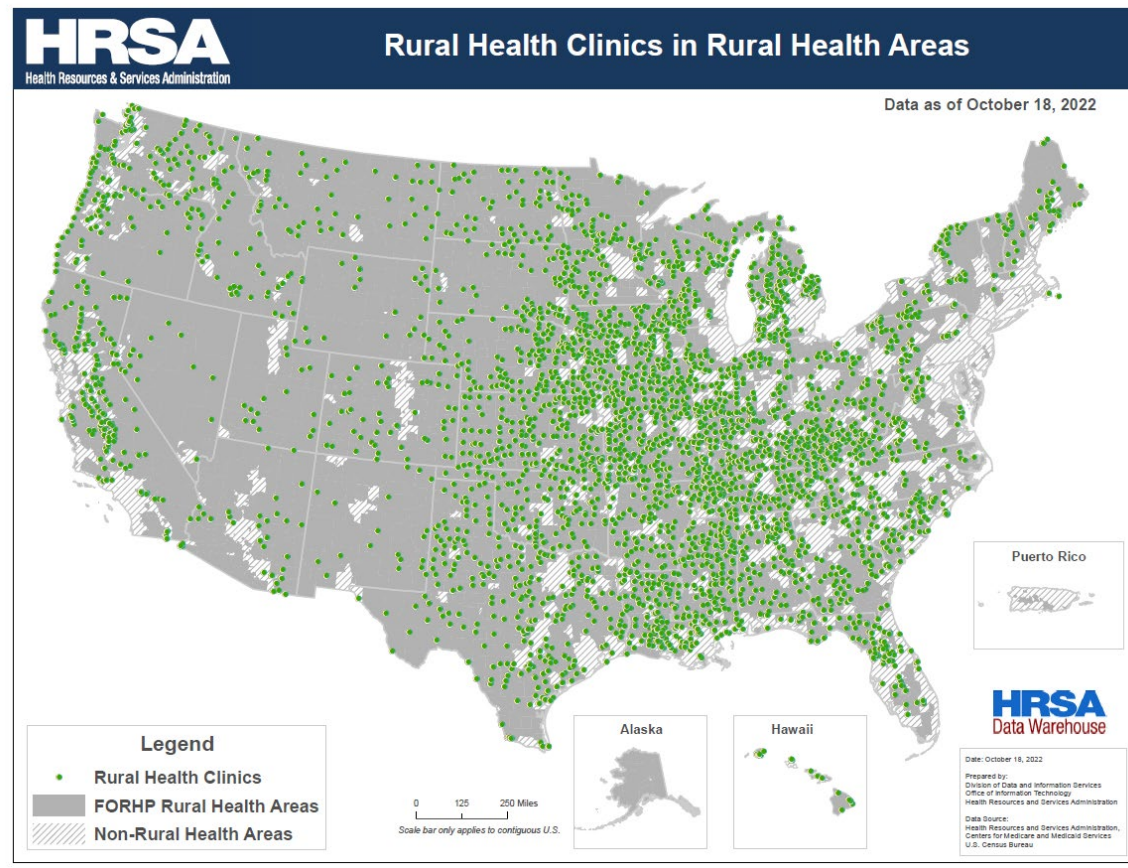 HRSA
Health Resources & Services Administration
Rural Health Clinics in Rural Health Areas
Data as of October 18, 2022
Puerto Rico
Alaska
Hawaii
HRSA
Data Warehouse
Legend
Rural Health Clinics
FORHP Rural Health Areas
Non-Rural Health Areas
0 125 250 Miles
Scale bar only applies to contiguous U.S.
Date: October 18, 2022
Prepared by:
Division of Data and Information Services
Office of Information Technology
Health Resources and Services Administration
Data Source:
Health Resources and Services Administration,
Centers for Medicare and Medicaid Services
U.S. Census Bureau